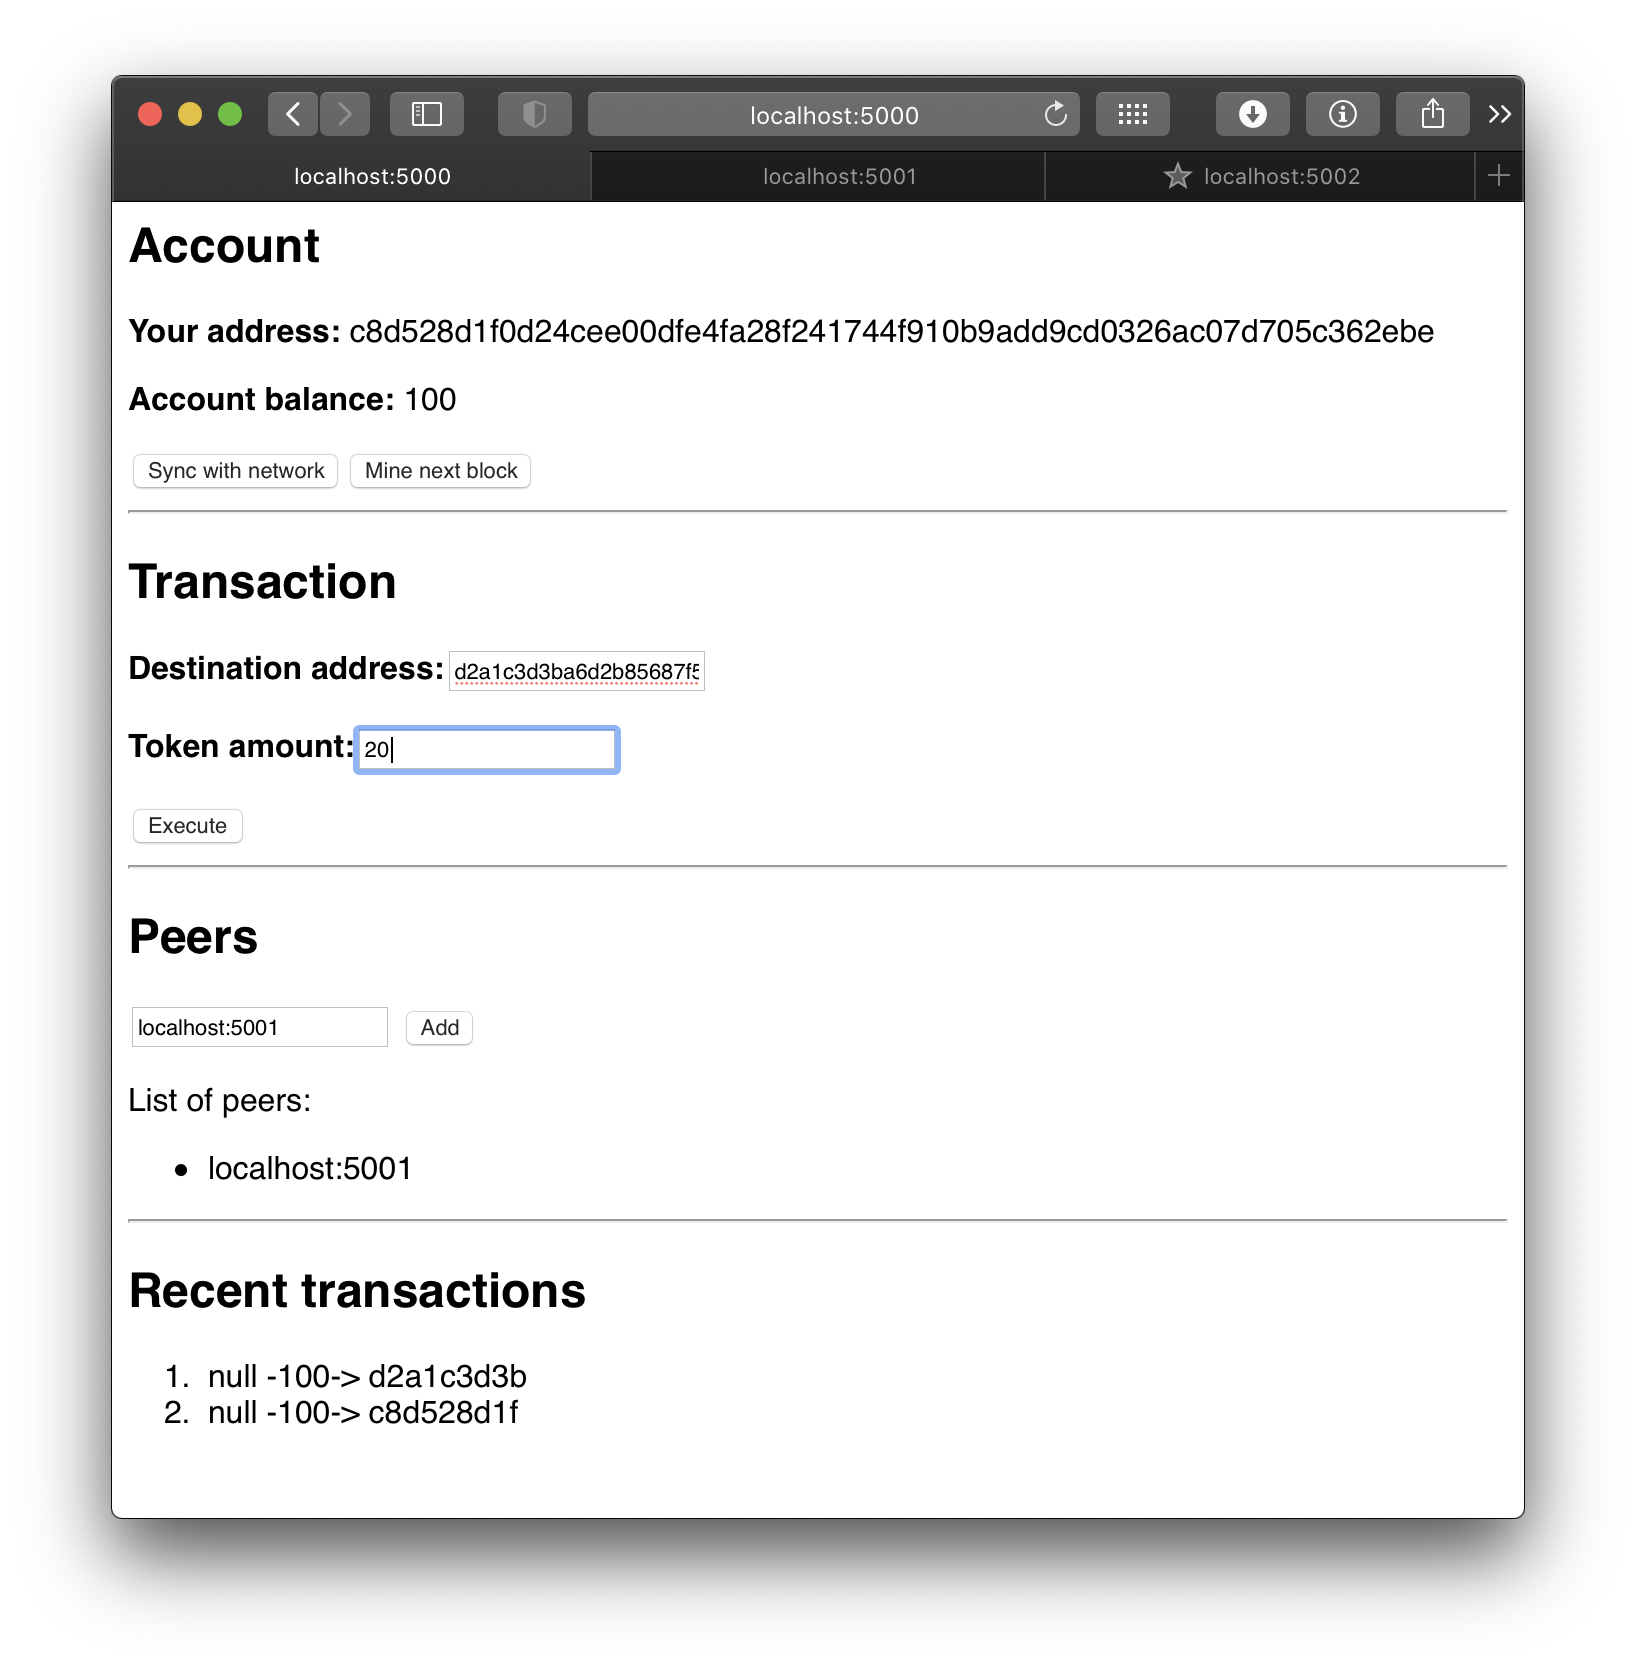 localhost:5000
localhost:5000
localhost:5001
localhost:5002
Account
Your address: c8d528d1f0d24cee00dfe4fa28f241744f910b9add9cd0326ac07d705c362ebe
Account balance: 100
Sync with network Mine next block
Transaction
Destination address: d2a1c3d3ba6d2b85687f5
Token amount: 20
Execute
Peers
localhost:5001 Add
List of peers:
• localhost:5001
Recent transactions
1. null -100-> d2a1c3d3b
2. null -100-> c8d528d1f